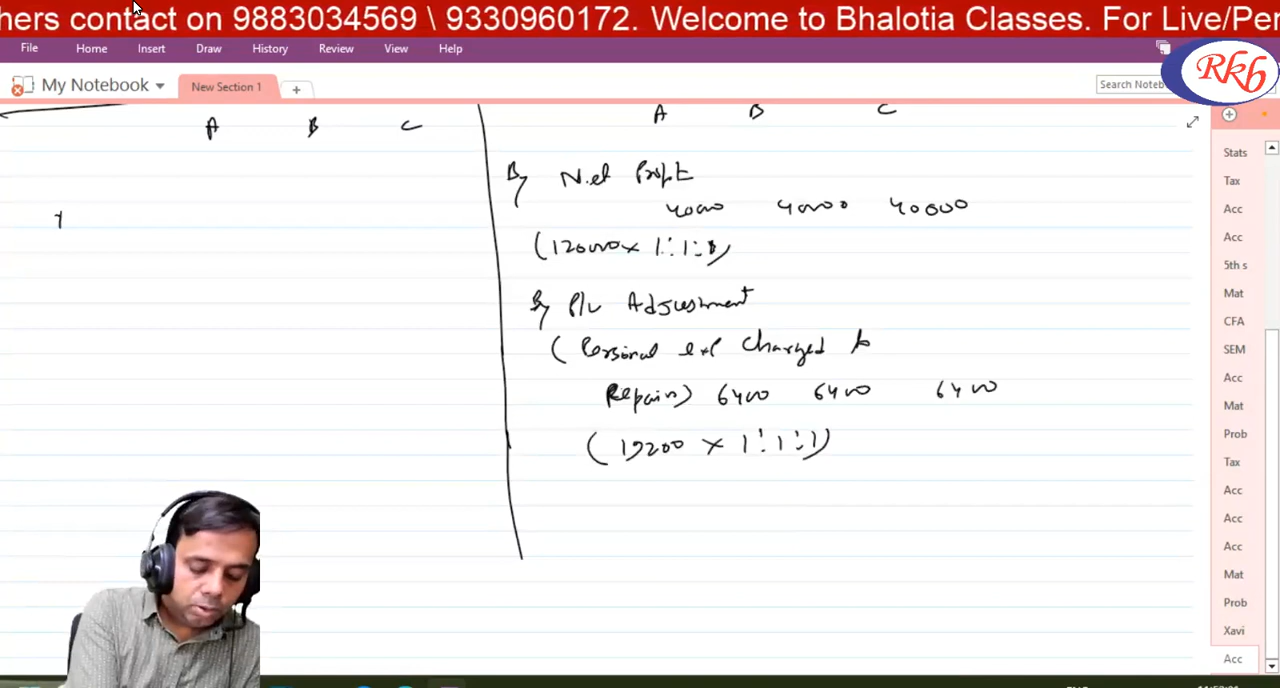 hers contact on 9883034569 \ 9330960172. Welcome to Bhalotia Classes. For Live/Per
File Home Insert Draw History Review View Help
Rkb
My Notebook New Section 1 + Search Noteb
A B C
A B C
By Net Profit
40000 40000 40000
(120000 x 1:1:1)
By P/L Adjustment
(Personal exp charged to
Repairs) 6400 6400 6400
(19200 x 1:1:1)
Stats
Tax
Acc
Acc
5th s
Mat
CFA
SEM
Acc
Mat
Prob
Tax
Acc
Acc
Acc
Mat
Prob
Xavi
Acc